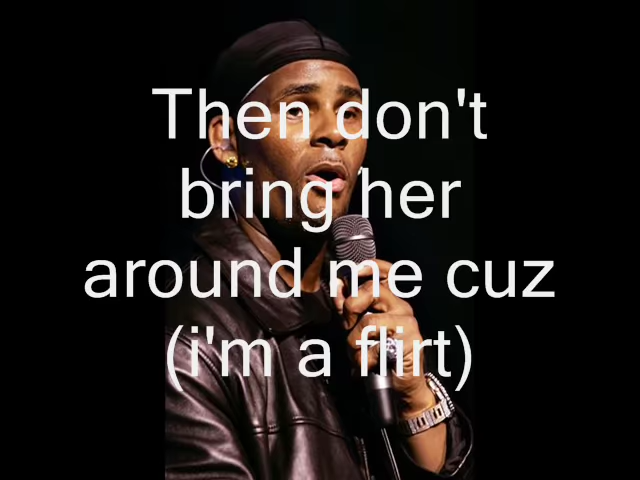 Then don't
bring her
around me cuz
(i'm a flirt)